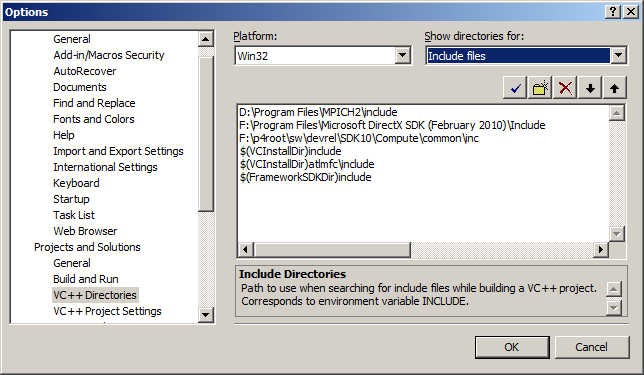 Options
General
Add-in/Macros Security
AutoRecover
Documents
Find and Replace
Fonts and Colors
Help
Import and Export Settings
International Settings
Keyboard
Startup
Task List
Web Browser
Projects and Solutions
General
Build and Run
VC++ Directories
VC++ Project Settings
Platform:
Win32
Show directories for:
Include files
D:\Program Files\MPICH2\include
F:\Program Files\Microsoft DirectX SDK (February 2010)\Include
F:\p4root\sw\devrel\SDK10\Compute\common\inc
$(VCInstallDir)include
$(VCInstallDir)atlmfc\include
$(FrameworkSDKDir)include
Include Directories
Path to use when searching for include files while building a VC++ project.
Corresponds to environment variable INCLUDE.
OK
Cancel